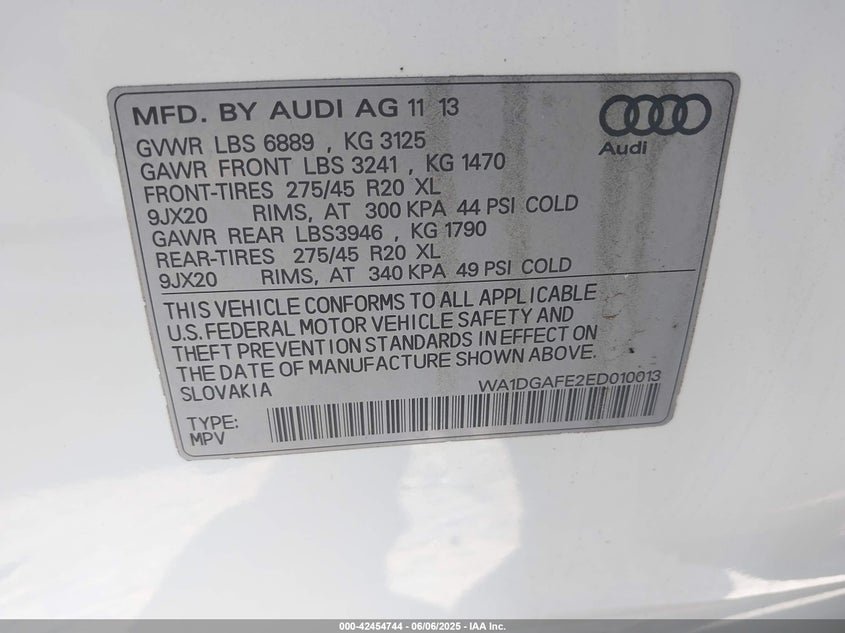 MFD. BY AUDI AG 11 13
Audi
GVWR LBS 6889 , KG 3125
GAWR FRONT LBS 3241 , KG 1470
FRONT-TIRES 275/45 R20 XL
9JX20 RIMS, AT 300 KPA 44 PSI COLD
GAWR REAR LBS3946 , KG 1790
REAR-TIRES 275/45 R20 XL
9JX20 RIMS, AT 340 KPA 49 PSI COLD
THIS VEHICLE CONFORMS TO ALL APPLICABLE
U.S. FEDERAL MOTOR VEHICLE SAFETY AND
THEFT PREVENTION STANDARDS IN EFFECT ON
THE DATE OF MANUFACTURE SHOWN ABOVE.
SLOVAKIA
WA1DGAFE2ED010013
TYPE:
MPV
000-42454744 - 06/06/2025 - IAA Inc.